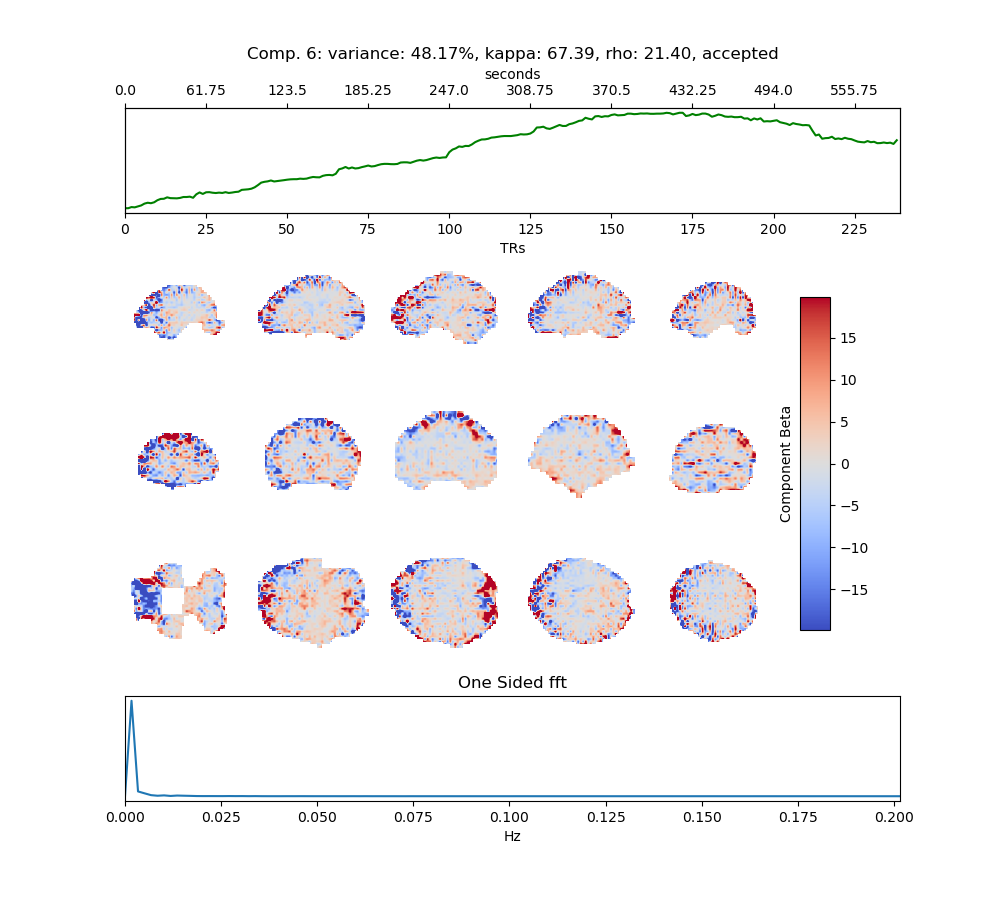 Comp. 6: variance: 48.17%, kappa: 67.39, rho: 21.40, accepted
seconds
0.0 61.75 123.5 185.25 247.0 308.75 370.5 432.25 494.0 555.75
0 25 50 75 100 125 150 175 200 225
TRs
15
10
5
0
−5
−10
−15
Component Beta
One Sided fft
0.000 0.025 0.050 0.075 0.100 0.125 0.150 0.175 0.200
Hz